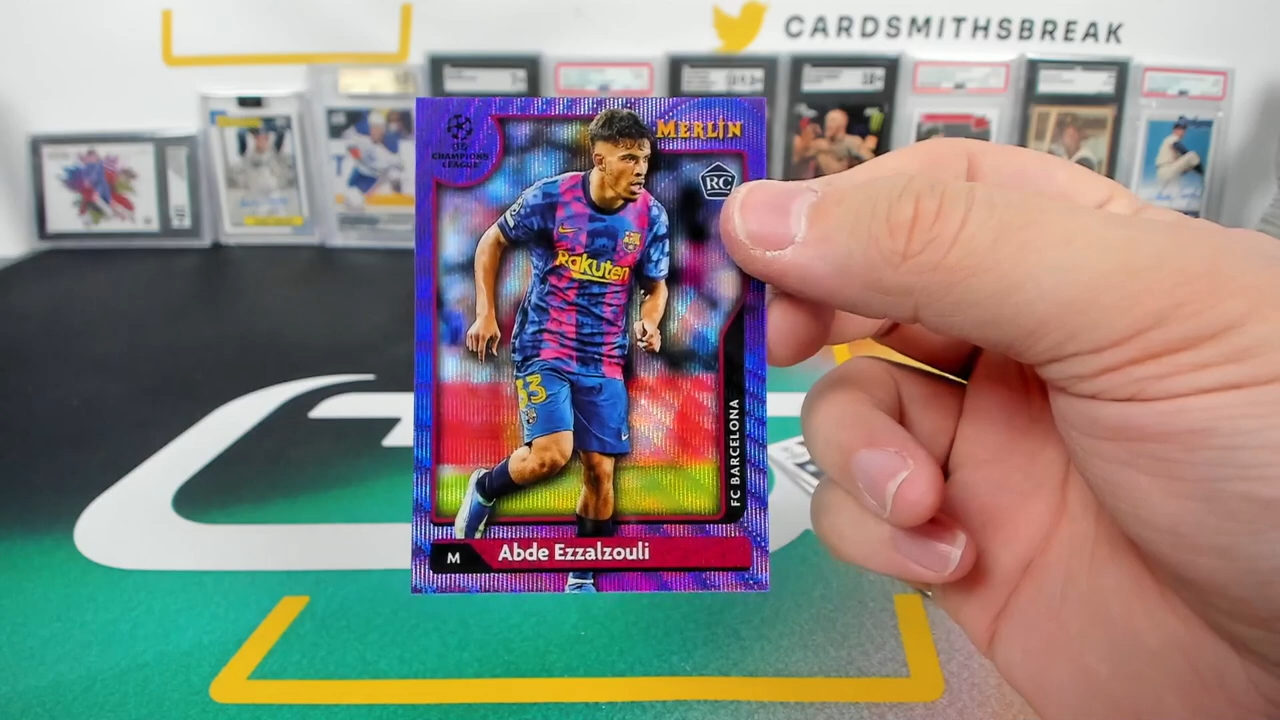 CARDSMITHSBREAK
MERLIN
CHAMPIONS
LEAGUE
RC
Rakuten
33
FC BARCELONA
M
Abde Ezzalzouli